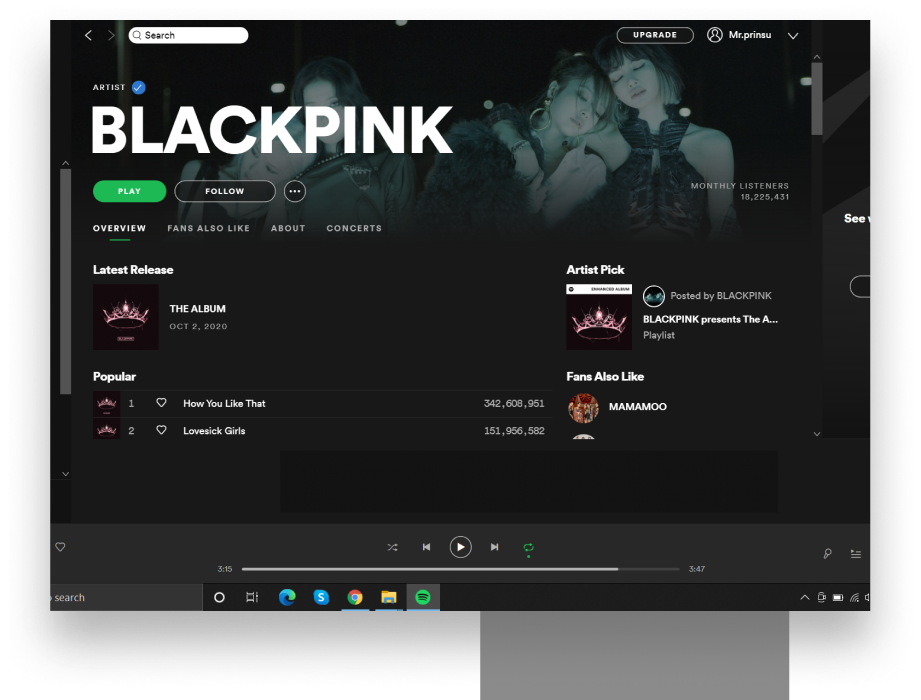 Search
UPGRADE
Mr.prinsu
ARTIST
BLACKPINK
PLAY
FOLLOW
MONTHLY LISTENERS
18,225,431
OVERVIEW
FANS ALSO LIKE
ABOUT
CONCERTS
See
Latest Release
THE ALBUM
OCT 2, 2020
Artist Pick
ENHANCED ALBUM
Posted by BLACKPINK
BLACKPINK presents The A...
Playlist
Popular
1 How You Like That 342,608,951
2 Lovesick Girls 151,956,582
Fans Also Like
MAMAMOO
3:15
3:47
search